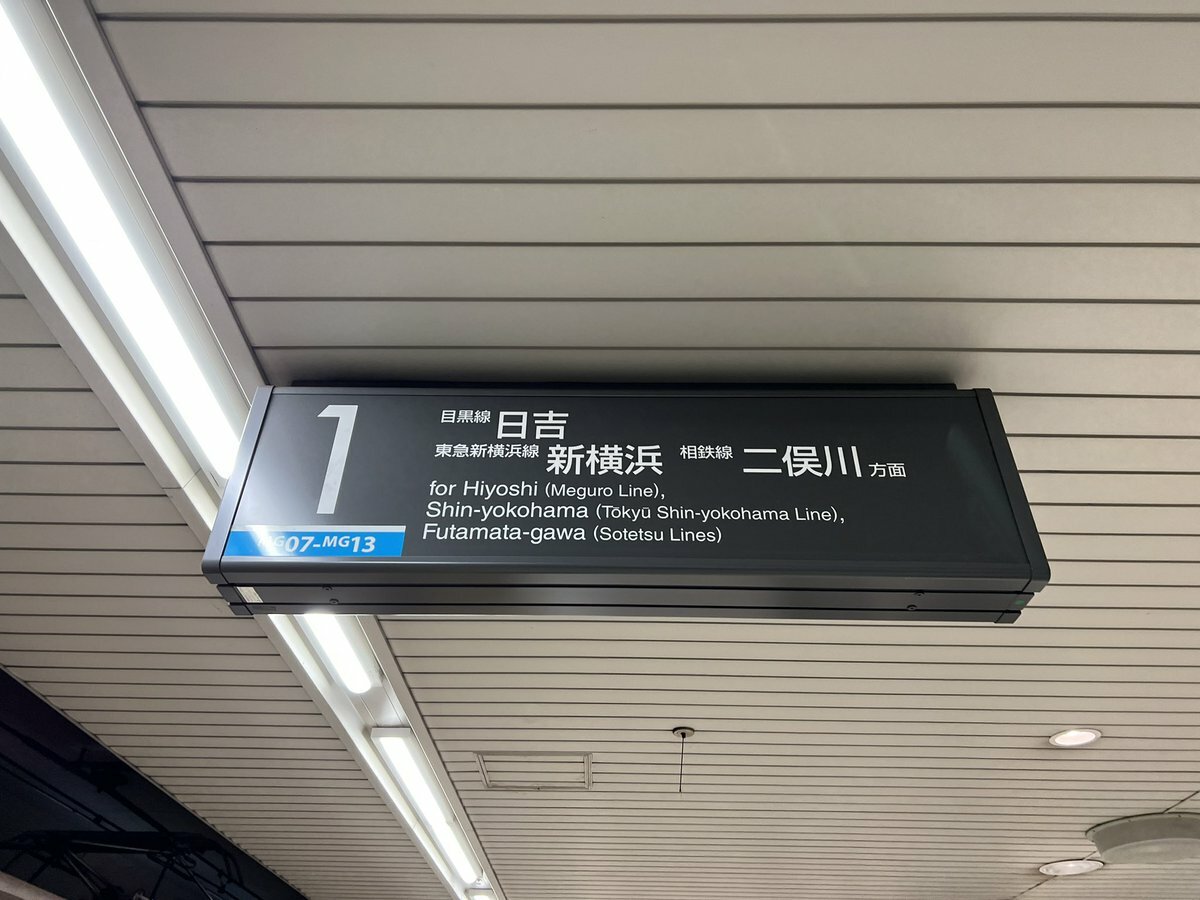 1
目黒線 日吉
東急新横浜線 新横浜 相鉄線 二俣川 方面
for Hiyoshi (Meguro Line),
Shin-yokohama (Tōkyū Shin-yokohama Line),
Futamata-gawa (Sotetsu Lines)
MG07-MG13